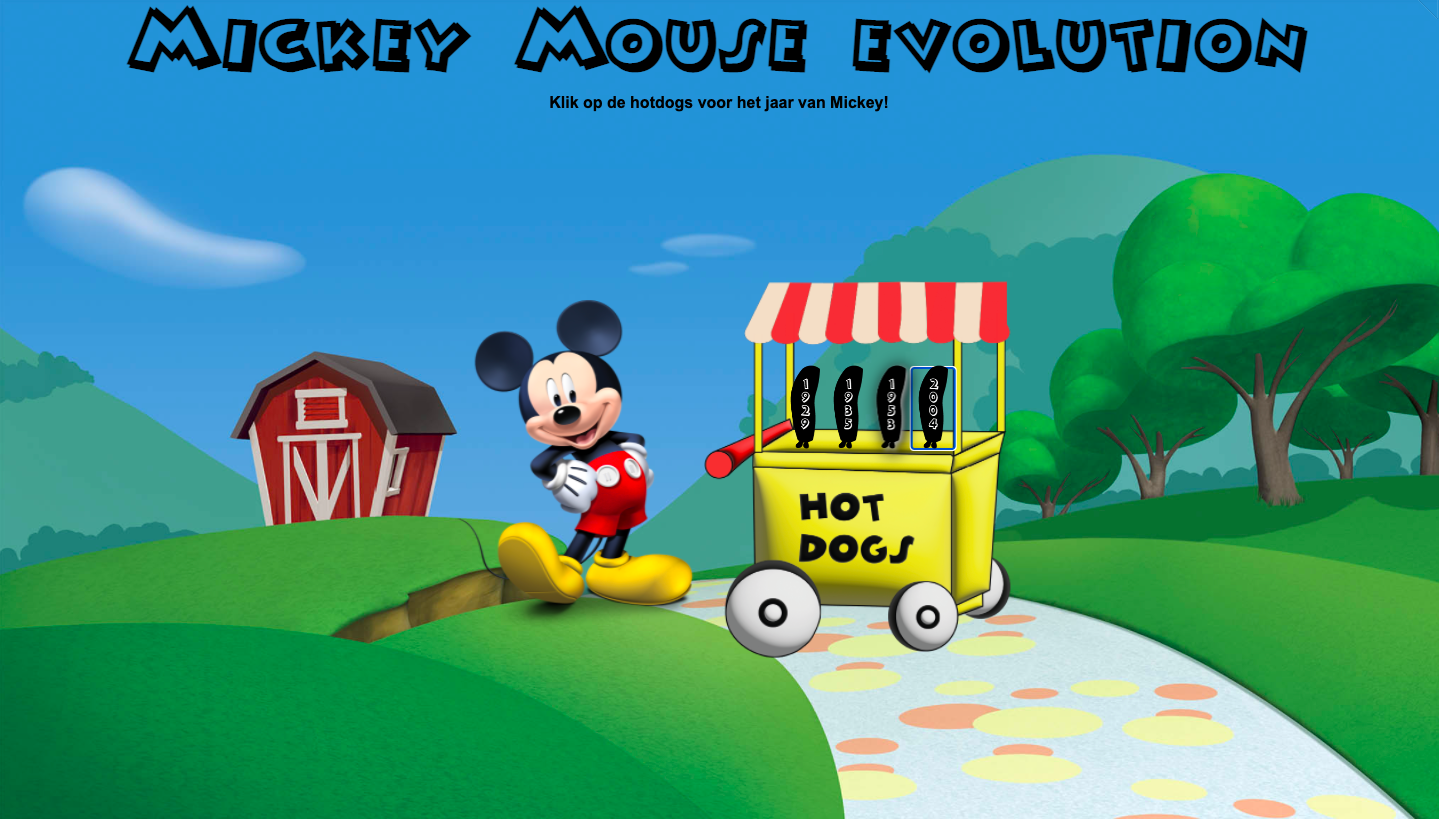 Mickey Mouse evolution
Klik op de hotdogs voor het jaar van Mickey!
1929
1935
1953
2004
HOT
DOGS